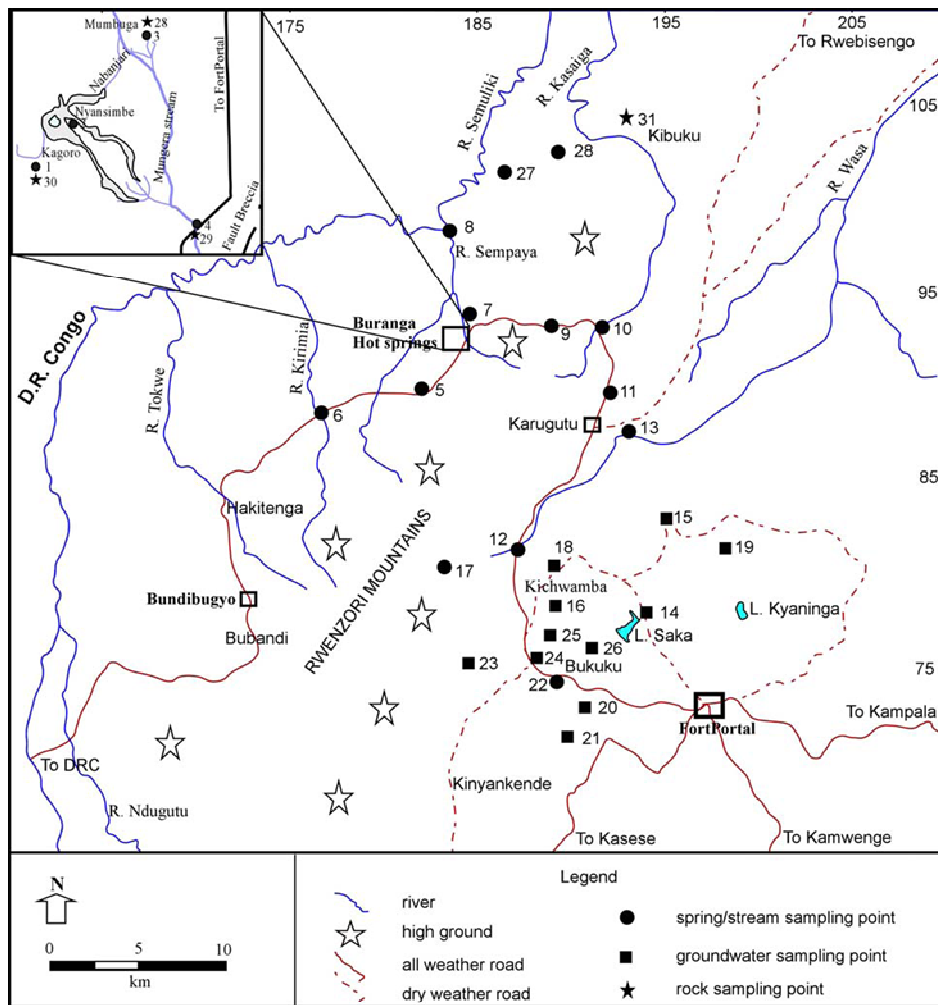 175
185
195
205
Mumbuga
28
3
Nabanjari
Mungera stream
To FortPortal
Nyansimbe
2
Kagoro
1
30
4
29
Fault Breccia
To Rwebisengo
R. Kasatiga
R. Semuliki
31
Kibuku
105
R. Wasa
28
27
8
R. Sempaya
95
7
Buranga
Hot springs
9
10
D.R. Congo
R. Tokwe
R. Kirimia
5
6
11
Karugutu
13
85
Hakitenga
RWENZORI MOUNTAINS
12
15
18
19
17
Kichwamba
Bundibugyo
16
14
L. Kyaninga
Bubandi
25
L. Saka
26
24
Bukuku
23
75
22
20
To Kampala
FortPortal
21
To DRC
Kinyankende
R. Ndugutu
To Kasese
To Kamwenge
N
0
5
10
km
Legend
river
high ground
all weather road
dry weather road
spring/stream sampling point
groundwater sampling point
rock sampling point